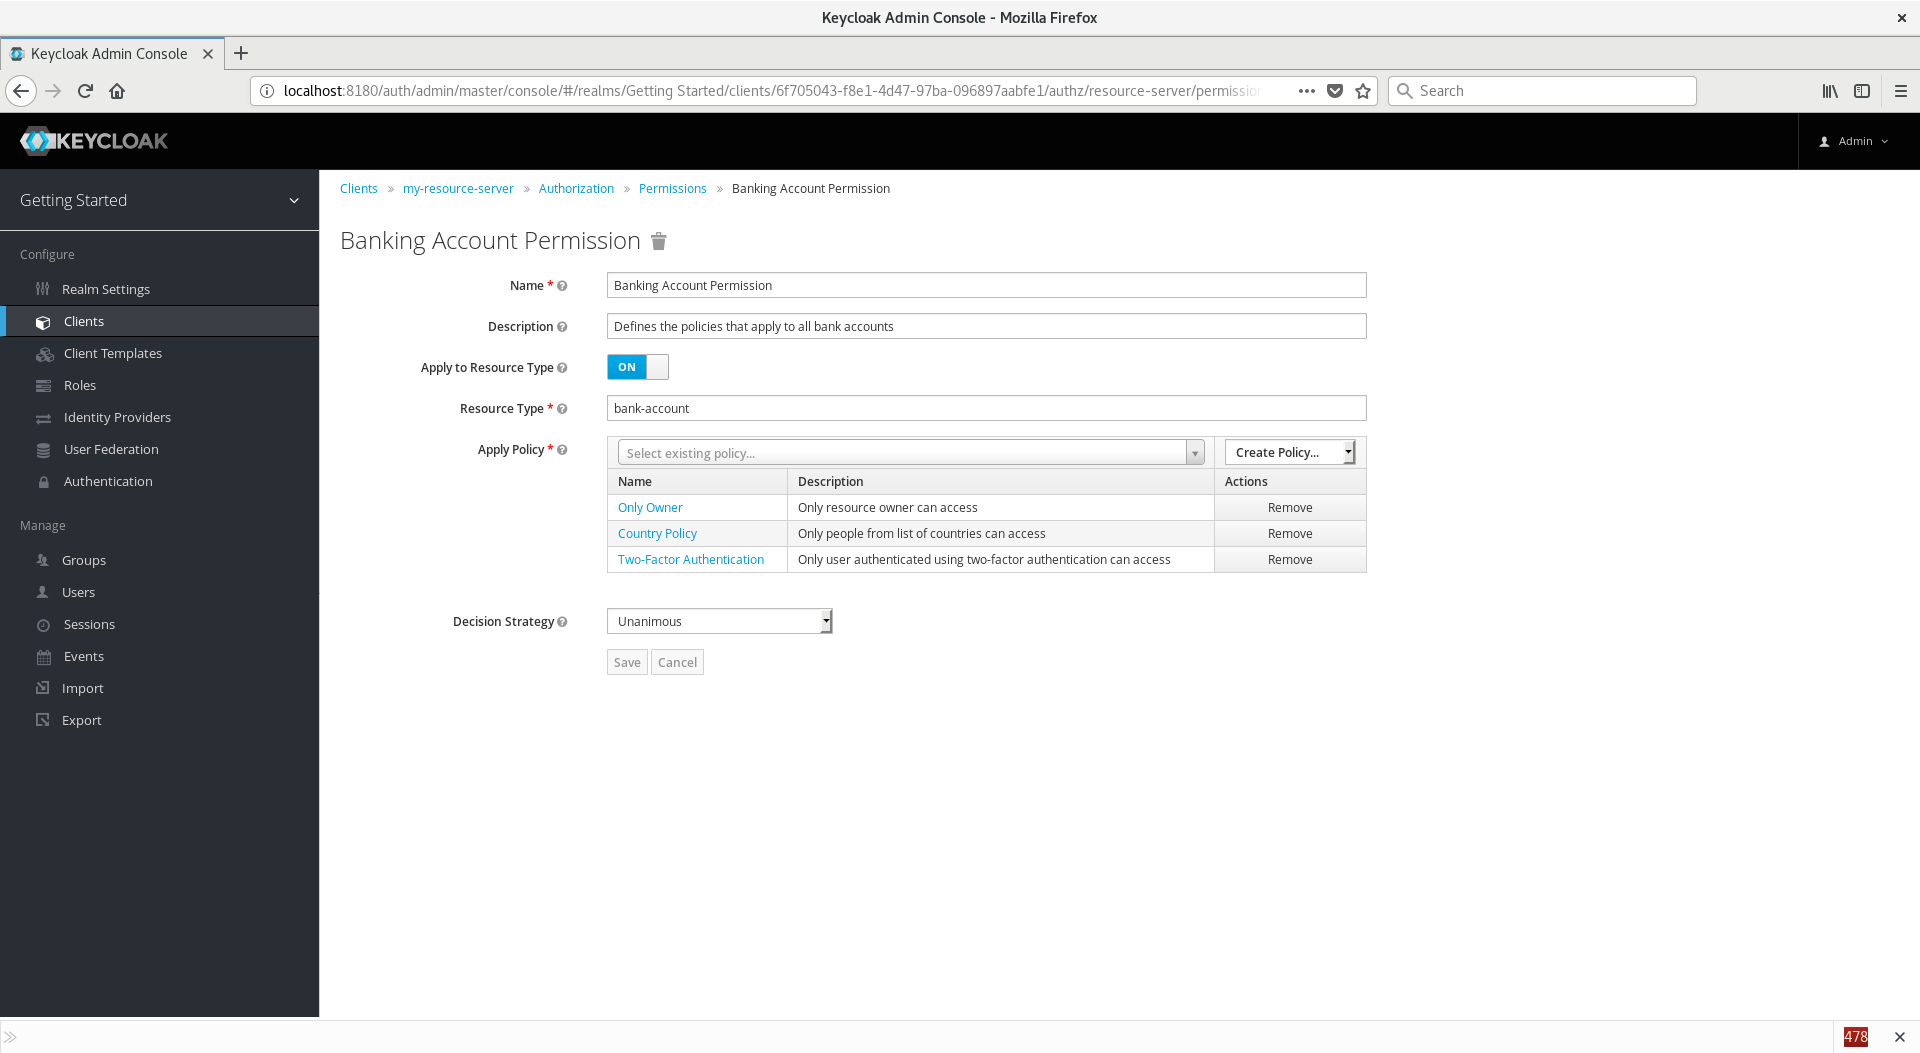 Keycloak Admin Console - Mozilla Firefox
Keycloak Admin Console
localhost:8180/auth/admin/master/console/#/realms/Getting Started/clients/6f705043-f8e1-4d47-97ba-096897aabfe1/authz/resource-server/permissio
Search
KEYCLOAK
Admin
Getting Started
Configure
Realm Settings
Clients
Client Templates
Roles
Identity Providers
User Federation
Authentication
Manage
Groups
Users
Sessions
Events
Import
Export
Clients » my-resource-server » Authorization » Permissions » Banking Account Permission
Banking Account Permission
Name * Banking Account Permission
Description Defines the policies that apply to all bank accounts
Apply to Resource Type ON
Resource Type * bank-account
Apply Policy * Select existing policy... Create Policy...
Name Description Actions
Only Owner Only resource owner can access Remove
Country Policy Only people from list of countries can access Remove
Two-Factor Authentication Only user authenticated using two-factor authentication can access Remove
Decision Strategy Unanimous
Save Cancel
478